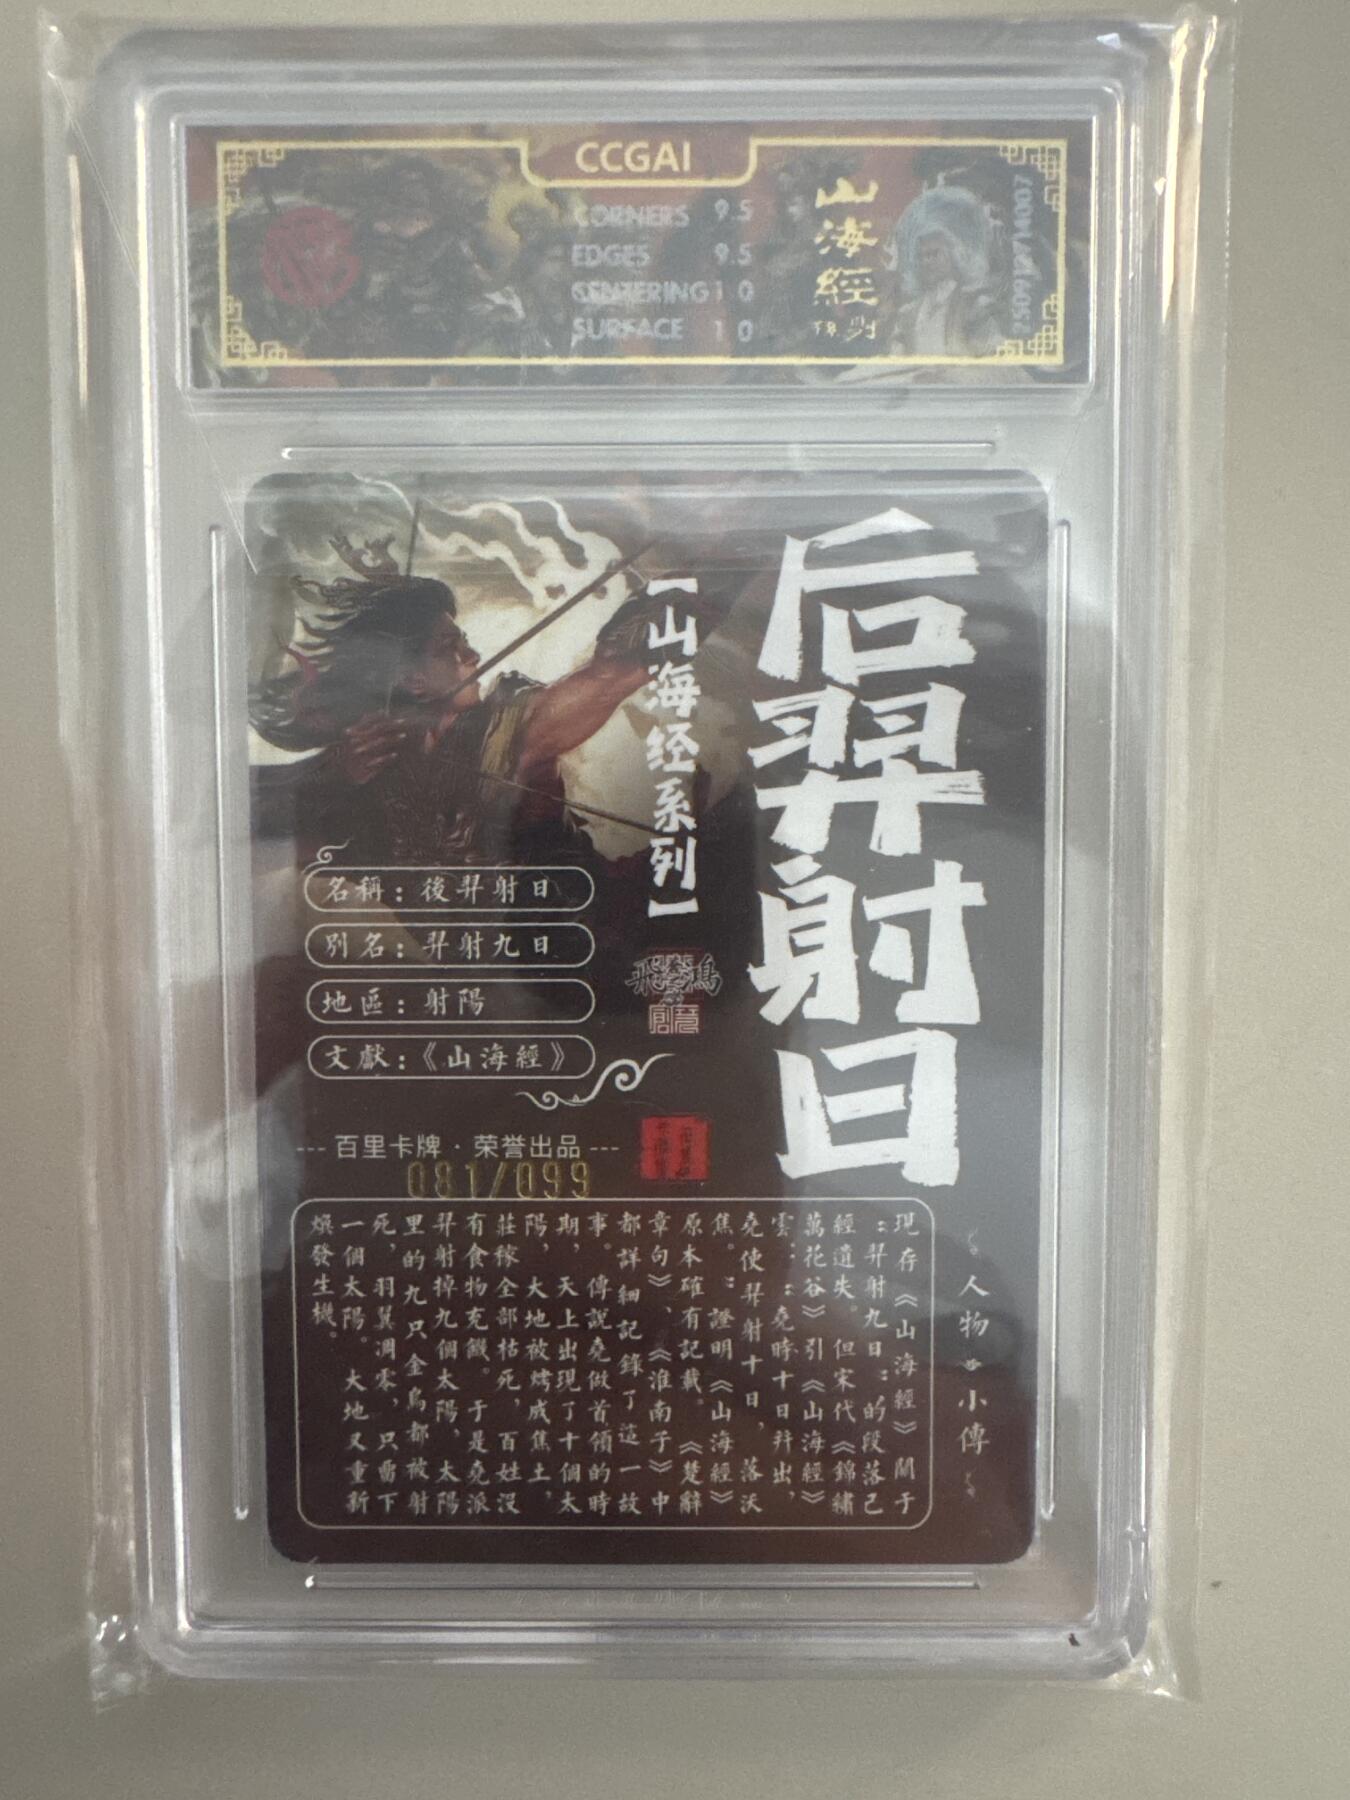 CCGAI
CORNERS 9.5
EDGES 9.5
CENTERING 10
SURFACE 10
山海經
后羿射日
【山海经系列】
飛鴻
名稱：後羿射日
別名：羿射九日
地區：射陽
文獻：《山海經》
--- 百里卡牌 · 荣誉出品 ---
081/099
人物小傳
現存《山海經》關于
：羿射九日：的段落已
經遺失。但宋代《錦繡
萬花谷》引《山海經》
雲：：堯時十日并出，
堯使羿射十日，落沃
焦。：證明《山海經》
原本確有記載。《楚辭
章句》、《淮南子》中
都詳細記錄了這一故
事。傳說堯做首領的時
期，天上出現了十個太
陽，大地被烤成焦土，
莊稼全部枯死，百姓沒
有食物充饑。于是堯派
羿射掉九個太陽，太陽
里的九只金烏都被射
死，羽翼凋零，只留下
一個太陽。大地又重新
煥發生機。